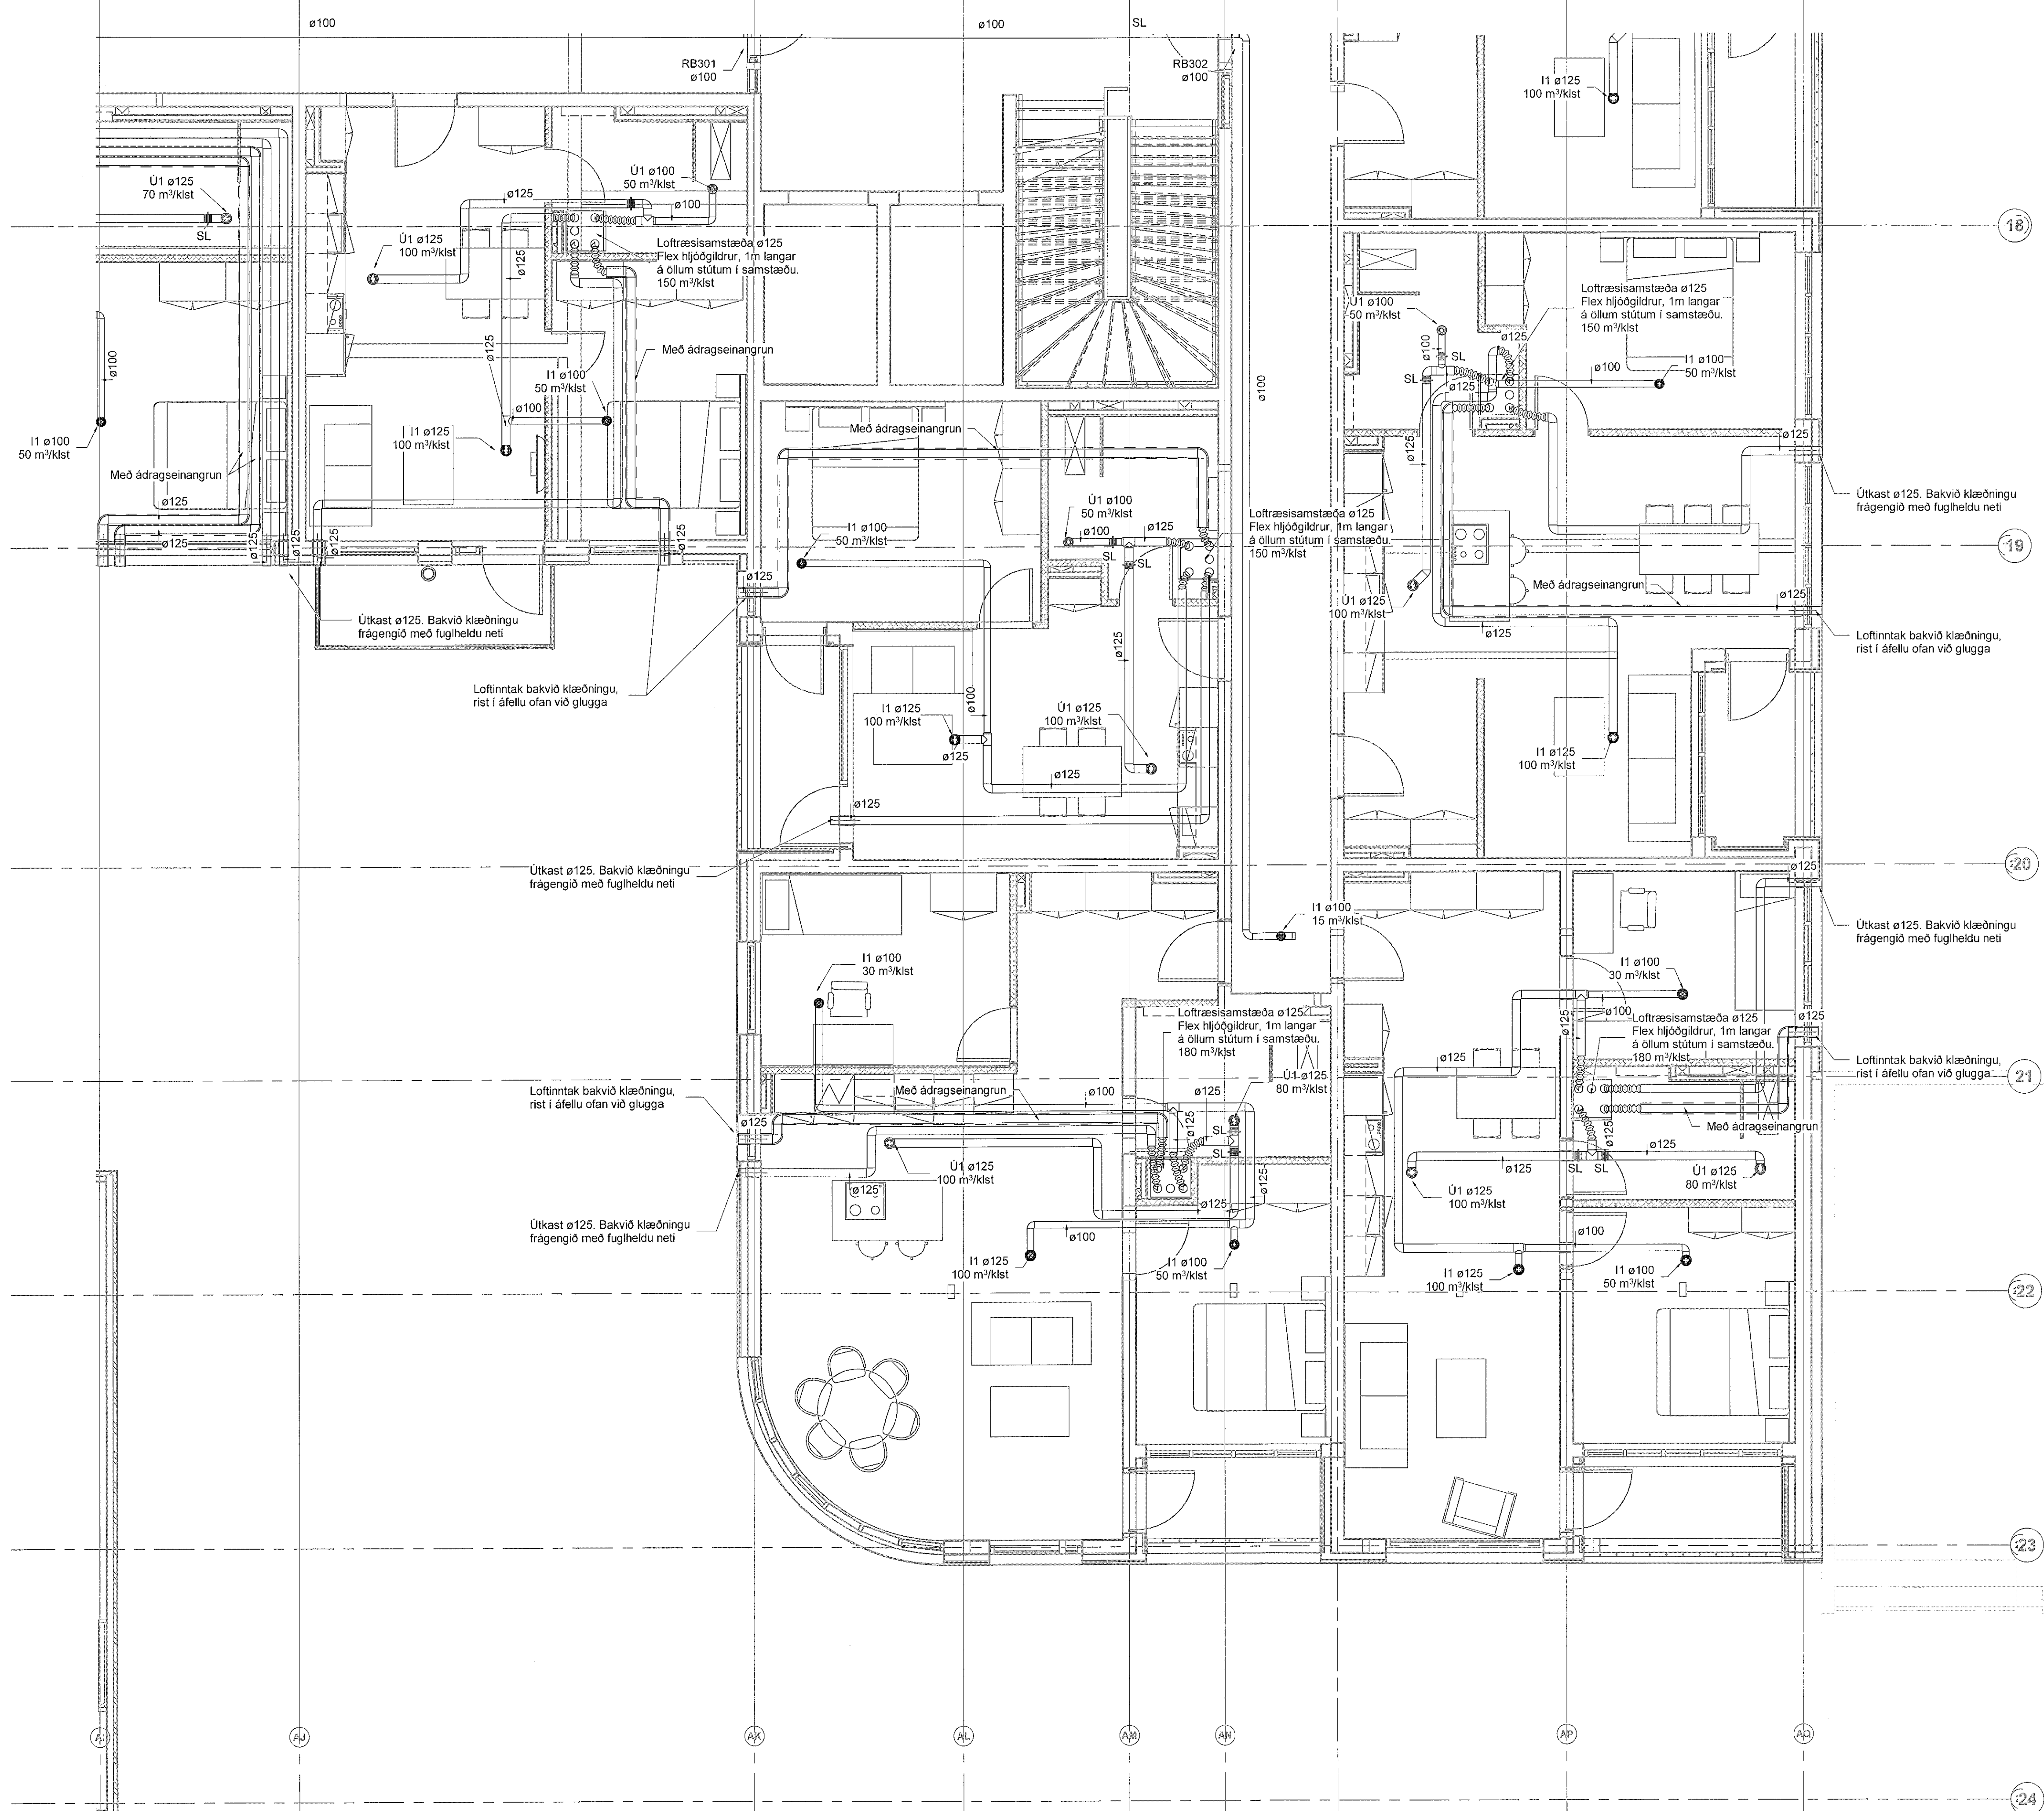 ø100
ø100
SL
RB301
ø100
RB302
ø100
I1 ø125
100 m³/klst
Ú1 ø125
70 m³/klst
SL
ø125
Ú1 ø100
50 m³/klst
ø100
18
Ú1 ø125
100 m³/klst
ø125
Loftræsisamstæða ø125
Flex hljóðgildrur, 1m langar
á öllum stútum í samstæðu.
150 m³/klst
Loftræsisamstæða ø125
Flex hljóðgildrur, 1m langar
á öllum stútum í samstæðu.
150 m³/klst
Ú1 ø100
50 m³/klst
ø125
ø100
SL
ø100
I1 ø100
50 m³/klst
SL
ø125
ø100
ø125
Með ádragseinangrun
I1 ø100
50 m³/klst
ø100
ø100
I1 ø100
50 m³/klst
I1 ø125
100 m³/klst
Með ádragseinangrun
ø125
ø125
Með ádragseinangrun
ø125
ø125
ø125
ø125
ø125
ø125
Útkast ø125. Bakvið klæðningu
frágengið með fuglheldu neti
Ú1 ø100
50 m³/klst
ø100
ø125
SL
SL
I1 ø100
50 m³/klst
Loftræsisamstæða ø125
Flex hljóðgildrur, 1m langar
á öllum stútum í samstæðu.
150 m³/klst
19
ø125
Með ádragseinangrun
Ú1 ø125
100 m³/klst
ø125
ø125
Útkast ø125. Bakvið klæðningu
frágengið með fuglheldu neti
Loftinntak bakvið klæðningu,
rist í áfellu ofan við glugga
Loftinntak bakvið klæðningu,
rist í áfellu ofan við glugga
ø125
ø100
I1 ø125
100 m³/klst
ø125
Ú1 ø125
100 m³/klst
ø125
I1 ø125
100 m³/klst
ø125
Útkast ø125. Bakvið klæðningu
frágengið með fuglheldu neti
20
ø125
I1 ø100
15 m³/klst
Útkast ø125. Bakvið klæðningu
frágengið með fuglheldu neti
I1 ø100
30 m³/klst
I1 ø100
30 m³/klst
ø100
ø125
Loftræsisamstæða ø125
Flex hljóðgildrur, 1m langar
á öllum stútum í samstæðu.
180 m³/klst
Loftræsisamstæða ø125
Flex hljóðgildrur, 1m langar
á öllum stútum í samstæðu.
180 m³/klst
ø125
Loftinntak bakvið klæðningu,
rist í áfellu ofan við glugga
21
Loftinntak bakvið klæðningu,
rist í áfellu ofan við glugga
Með ádragseinangrun
ø100
ø125
Ú1 ø125
80 m³/klst
ø125
ø125
ø125
SL
SL
Með ádragseinangrun
ø125
ø125
ø125
SL
SL
Ú1 ø125
80 m³/klst
Ú1 ø125
100 m³/klst
ø125
ø125
ø125
Ú1 ø125
100 m³/klst
Útkast ø125. Bakvið klæðningu
frágengið með fuglheldu neti
ø100
ø100
I1 ø125
100 m³/klst
I1 ø100
50 m³/klst
I1 ø125
100 m³/klst
I1 ø100
50 m³/klst
22
23
AI
AJ
AK
AL
AM
AN
AP
AQ
24